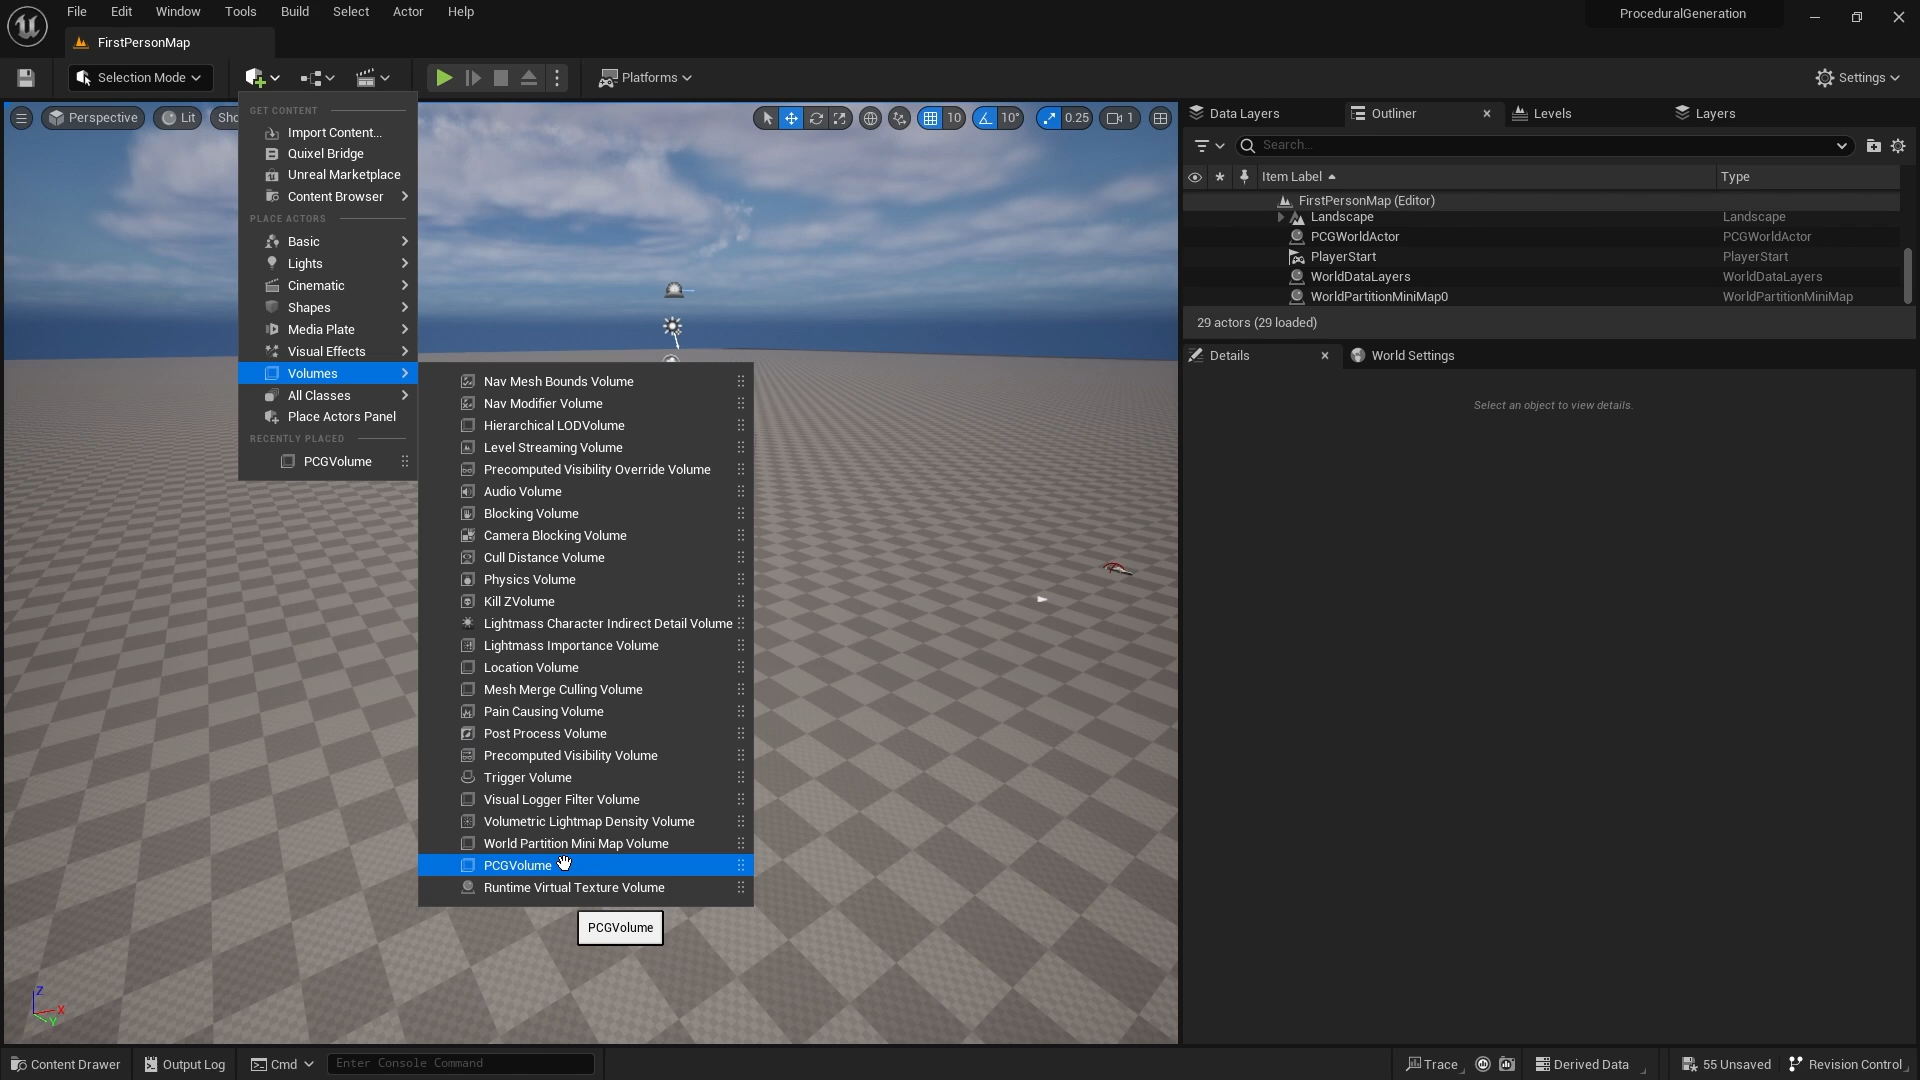 File Edit Window Tools Build Select Actor Help
ProceduralGeneration
FirstPersonMap
Selection Mode
Platforms
Settings
Perspective
Lit
Sho
10
10°
0.25
1
GET CONTENT
Import Content...
Quixel Bridge
Unreal Marketplace
Content Browser
PLACE ACTORS
Basic
Lights
Cinematic
Shapes
Media Plate
Visual Effects
Volumes
All Classes
Place Actors Panel
RECENTLY PLACED
PCGVolume
Nav Mesh Bounds Volume
Nav Modifier Volume
Hierarchical LODVolume
Level Streaming Volume
Precomputed Visibility Override Volume
Audio Volume
Blocking Volume
Camera Blocking Volume
Cull Distance Volume
Physics Volume
Kill ZVolume
Lightmass Character Indirect Detail Volume
Lightmass Importance Volume
Location Volume
Mesh Merge Culling Volume
Pain Causing Volume
Post Process Volume
Precomputed Visibility Volume
Trigger Volume
Visual Logger Filter Volume
Volumetric Lightmap Density Volume
World Partition Mini Map Volume
PCGVolume
Runtime Virtual Texture Volume
PCGVolume
Z
X
Y
Data Layers
Outliner
Levels
Layers
Search...
Item Label
Type
FirstPersonMap (Editor)
Landscape Landscape
PCGWorldActor PCGWorldActor
PlayerStart PlayerStart
WorldDataLayers WorldDataLayers
WorldPartitionMiniMap0 WorldPartitionMiniMap
29 actors (29 loaded)
Details
World Settings
Select an object to view details.
Content Drawer
Output Log
Cmd
Enter Console Command
Trace
Derived Data
55 Unsaved
Revision Control